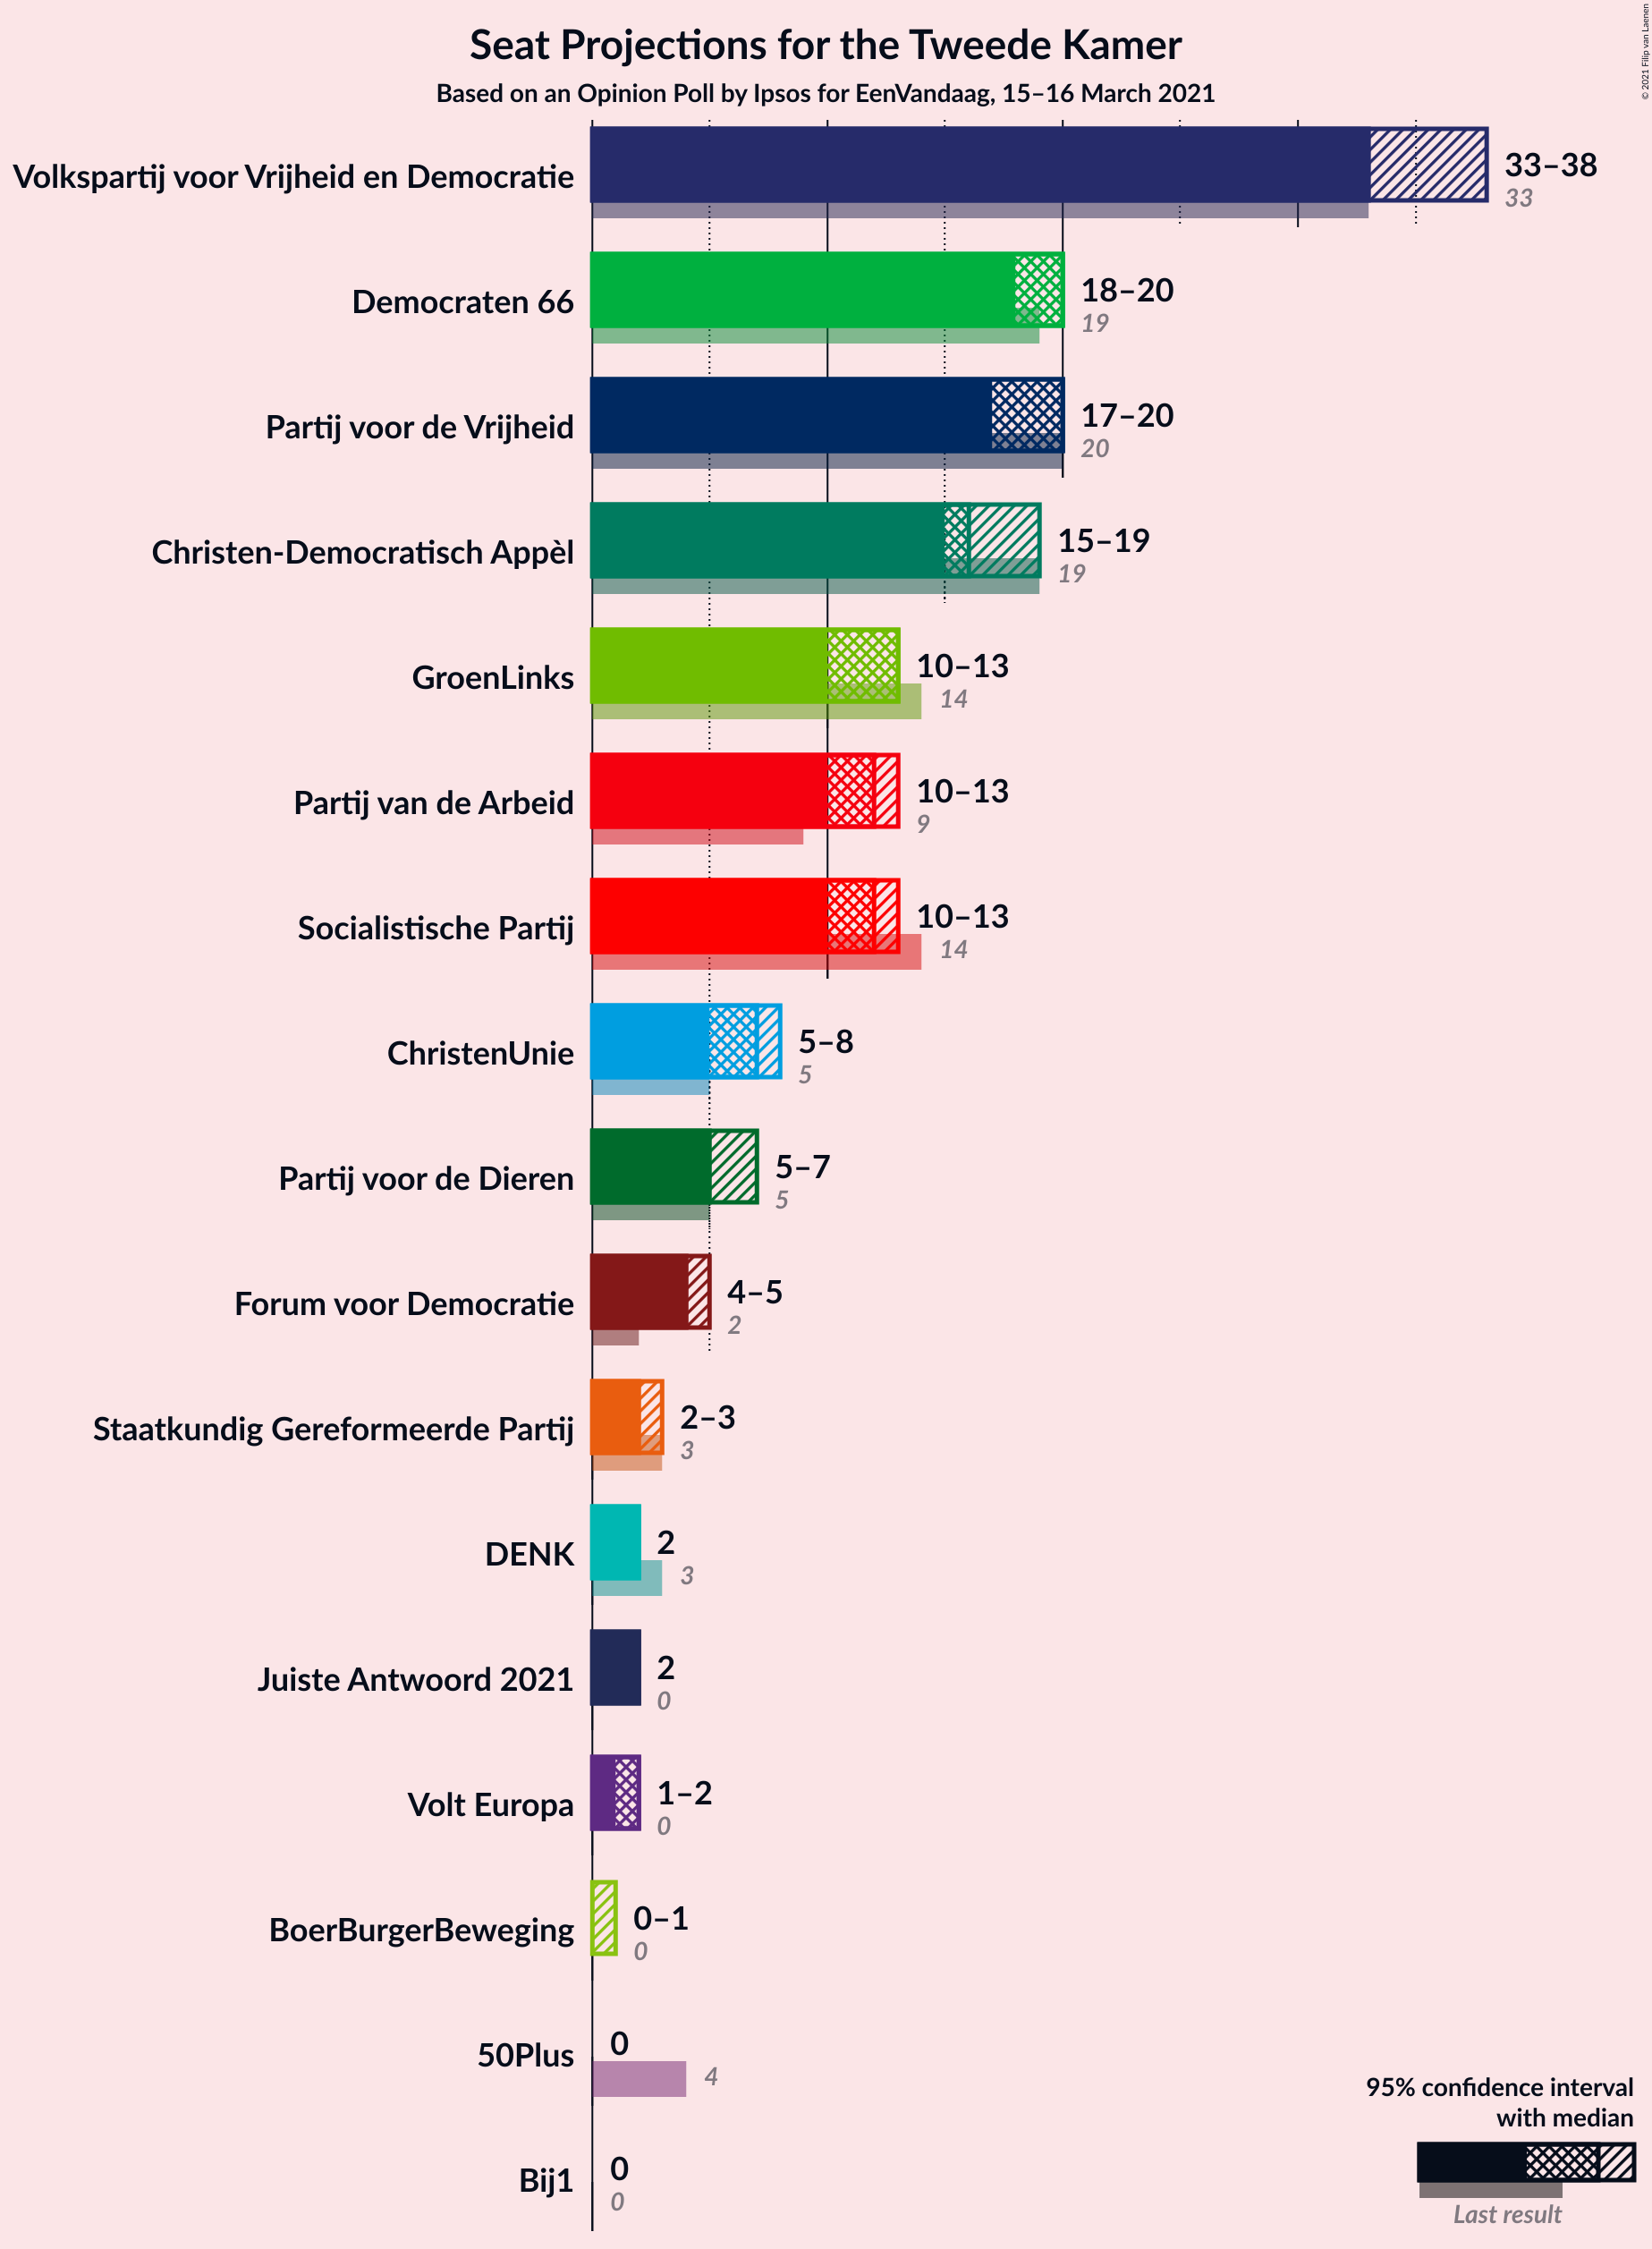 © 2021 Filip van Laenen
Seat Projections for the Tweede Kamer
Based on an Opinion Poll by Ipsos for EenVandaag, 15–16 March 2021
Volkspartij voor Vrijheid en Democratie
33–38
33
Democraten 66
18–20
19
Partij voor de Vrijheid
17–20
20
Christen-Democratisch Appèl
15–19
19
GroenLinks
10–13
14
Partij van de Arbeid
10–13
9
Socialistische Partij
10–13
14
ChristenUnie
5–8
5
Partij voor de Dieren
5–7
5
Forum voor Democratie
4–5
2
Staatkundig Gereformeerde Partij
2–3
3
DENK
2
3
Juiste Antwoord 2021
2
0
Volt Europa
1–2
0
BoerBurgerBeweging
0–1
0
50Plus
0
4
Bij1
0
0
95% confidence interval
with median
Last result